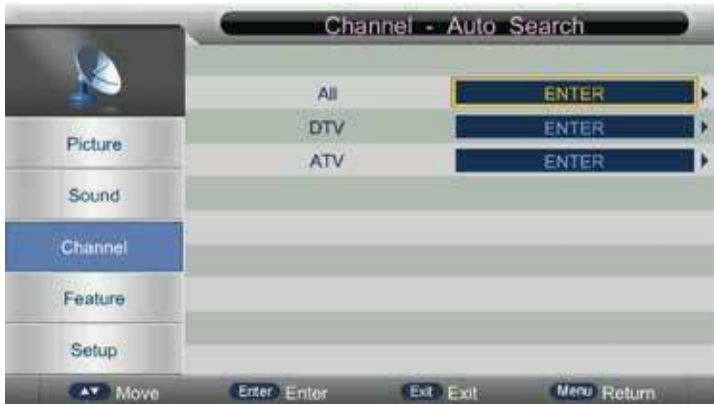 Channel - Auto Search
All ENTER
DTV ENTER
ATV ENTER
Picture
Sound
Channel
Feature
Setup
Move Enter Enter Exit Exit Menu Return